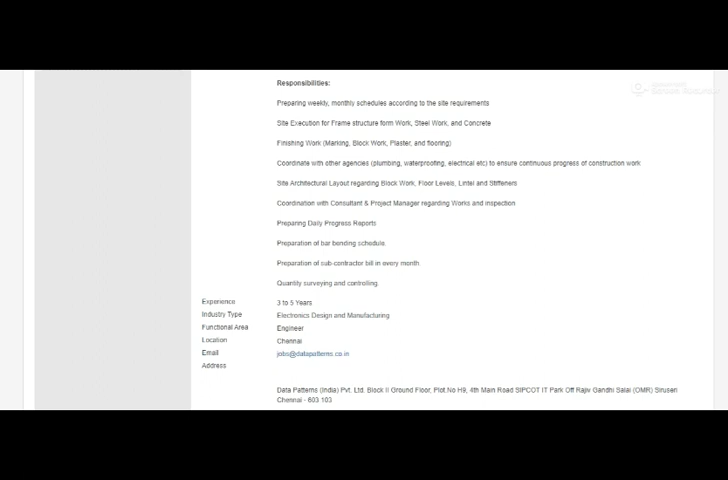 Responsibilities:
Preparing weekly, monthly schedules according to the site requirements
Site Execution for Frame structure form Work, Steel Work, and Concrete
Finishing Work (Marking, Block Work, Plaster, and flooring)
Coordinate with other agencies (plumbing, waterproofing, electrical etc) to ensure continuous progress of construction work
Site Architectural Layout regarding Block Work, Floor Levels, Lintel and Stiffeners
Coordination with Consultant & Project Manager regarding Works and inspection
Preparing Daily Progress Reports
Preparation of bar bending schedule
Preparation of sub-contractor bill in every month
Quantity surveying and controlling
Experience 3 to 5 Years
Industry Type Electronics Design and Manufacturing
Functional Area Engineer
Location Chennai
Email jobs@datapatterns.co.in
Address
Data Patterns (India) Pvt. Ltd. Block II Ground Floor, Plot No H9, 4th Main Road SIPCOT IT Park Off Rajiv Gandhi Salai (OMR) Sirusen
Chennai - 603 103